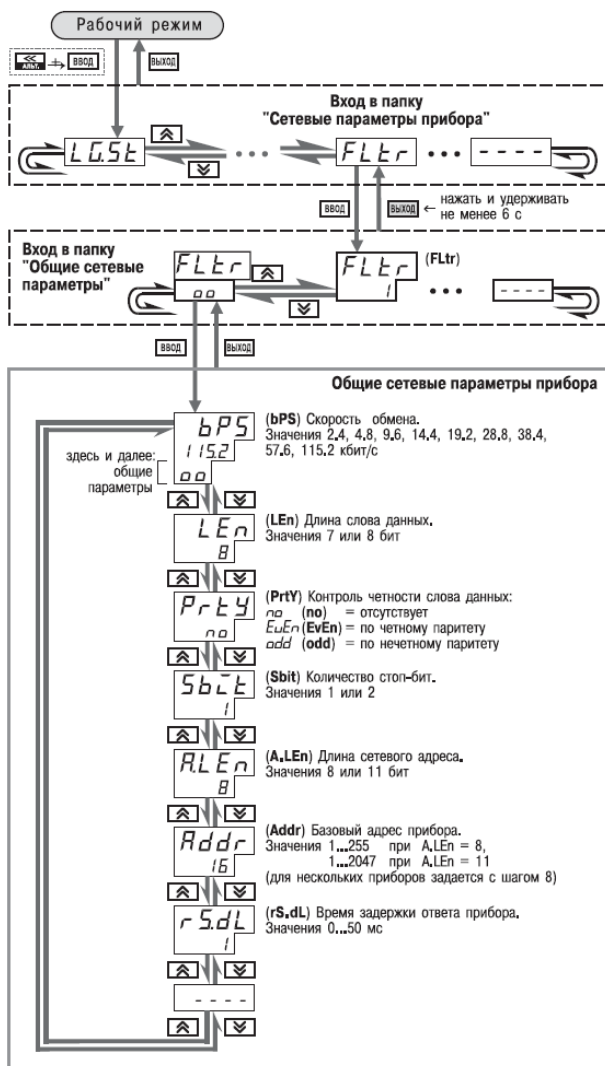 Рабочий режим
≪
АЛЬТ.
ВВОД
ВЫХОД
Вход в папку
"Сетевые параметры прибора"
LG.St
• • •
FLtr
• • •
- - - -
ВВОД
ВЫХОД
← нажать и удерживать
не менее 6 с
Вход в папку
"Общие сетевые
параметры"
FLtr
oo
FLtr
1
(FLtr)
• • •
- - - -
ВВОД
ВЫХОД
Общие сетевые параметры прибора
здесь и далее:
общие
параметры
bPS
115.2
oo
(bPS) Скорость обмена.
Значения 2.4, 4.8, 9.6, 14.4, 19.2, 28.8, 38.4,
57.6, 115.2 кбит/с
LEn
8
(LEn) Длина слова данных.
Значения 7 или 8 бит
PrtY
no
(PrtY) Контроль четности слова данных:
no (no) = отсутствует
EvEn (EvEn) = по четному паритету
odd (odd) = по нечетному паритету
Sbit
1
(Sbit) Количество стоп-бит.
Значения 1 или 2
A.LEn
8
(A.LEn) Длина сетевого адреса.
Значения 8 или 11 бит
Addr
16
(Addr) Базовый адрес прибора.
Значения 1...255 при A.LEn = 8,
1...2047 при A.LEn = 11
(для нескольких приборов задается с шагом 8)
rS.dL
1
(rS.dL) Время задержки ответа прибора.
Значения 0...50 мс
- - - -